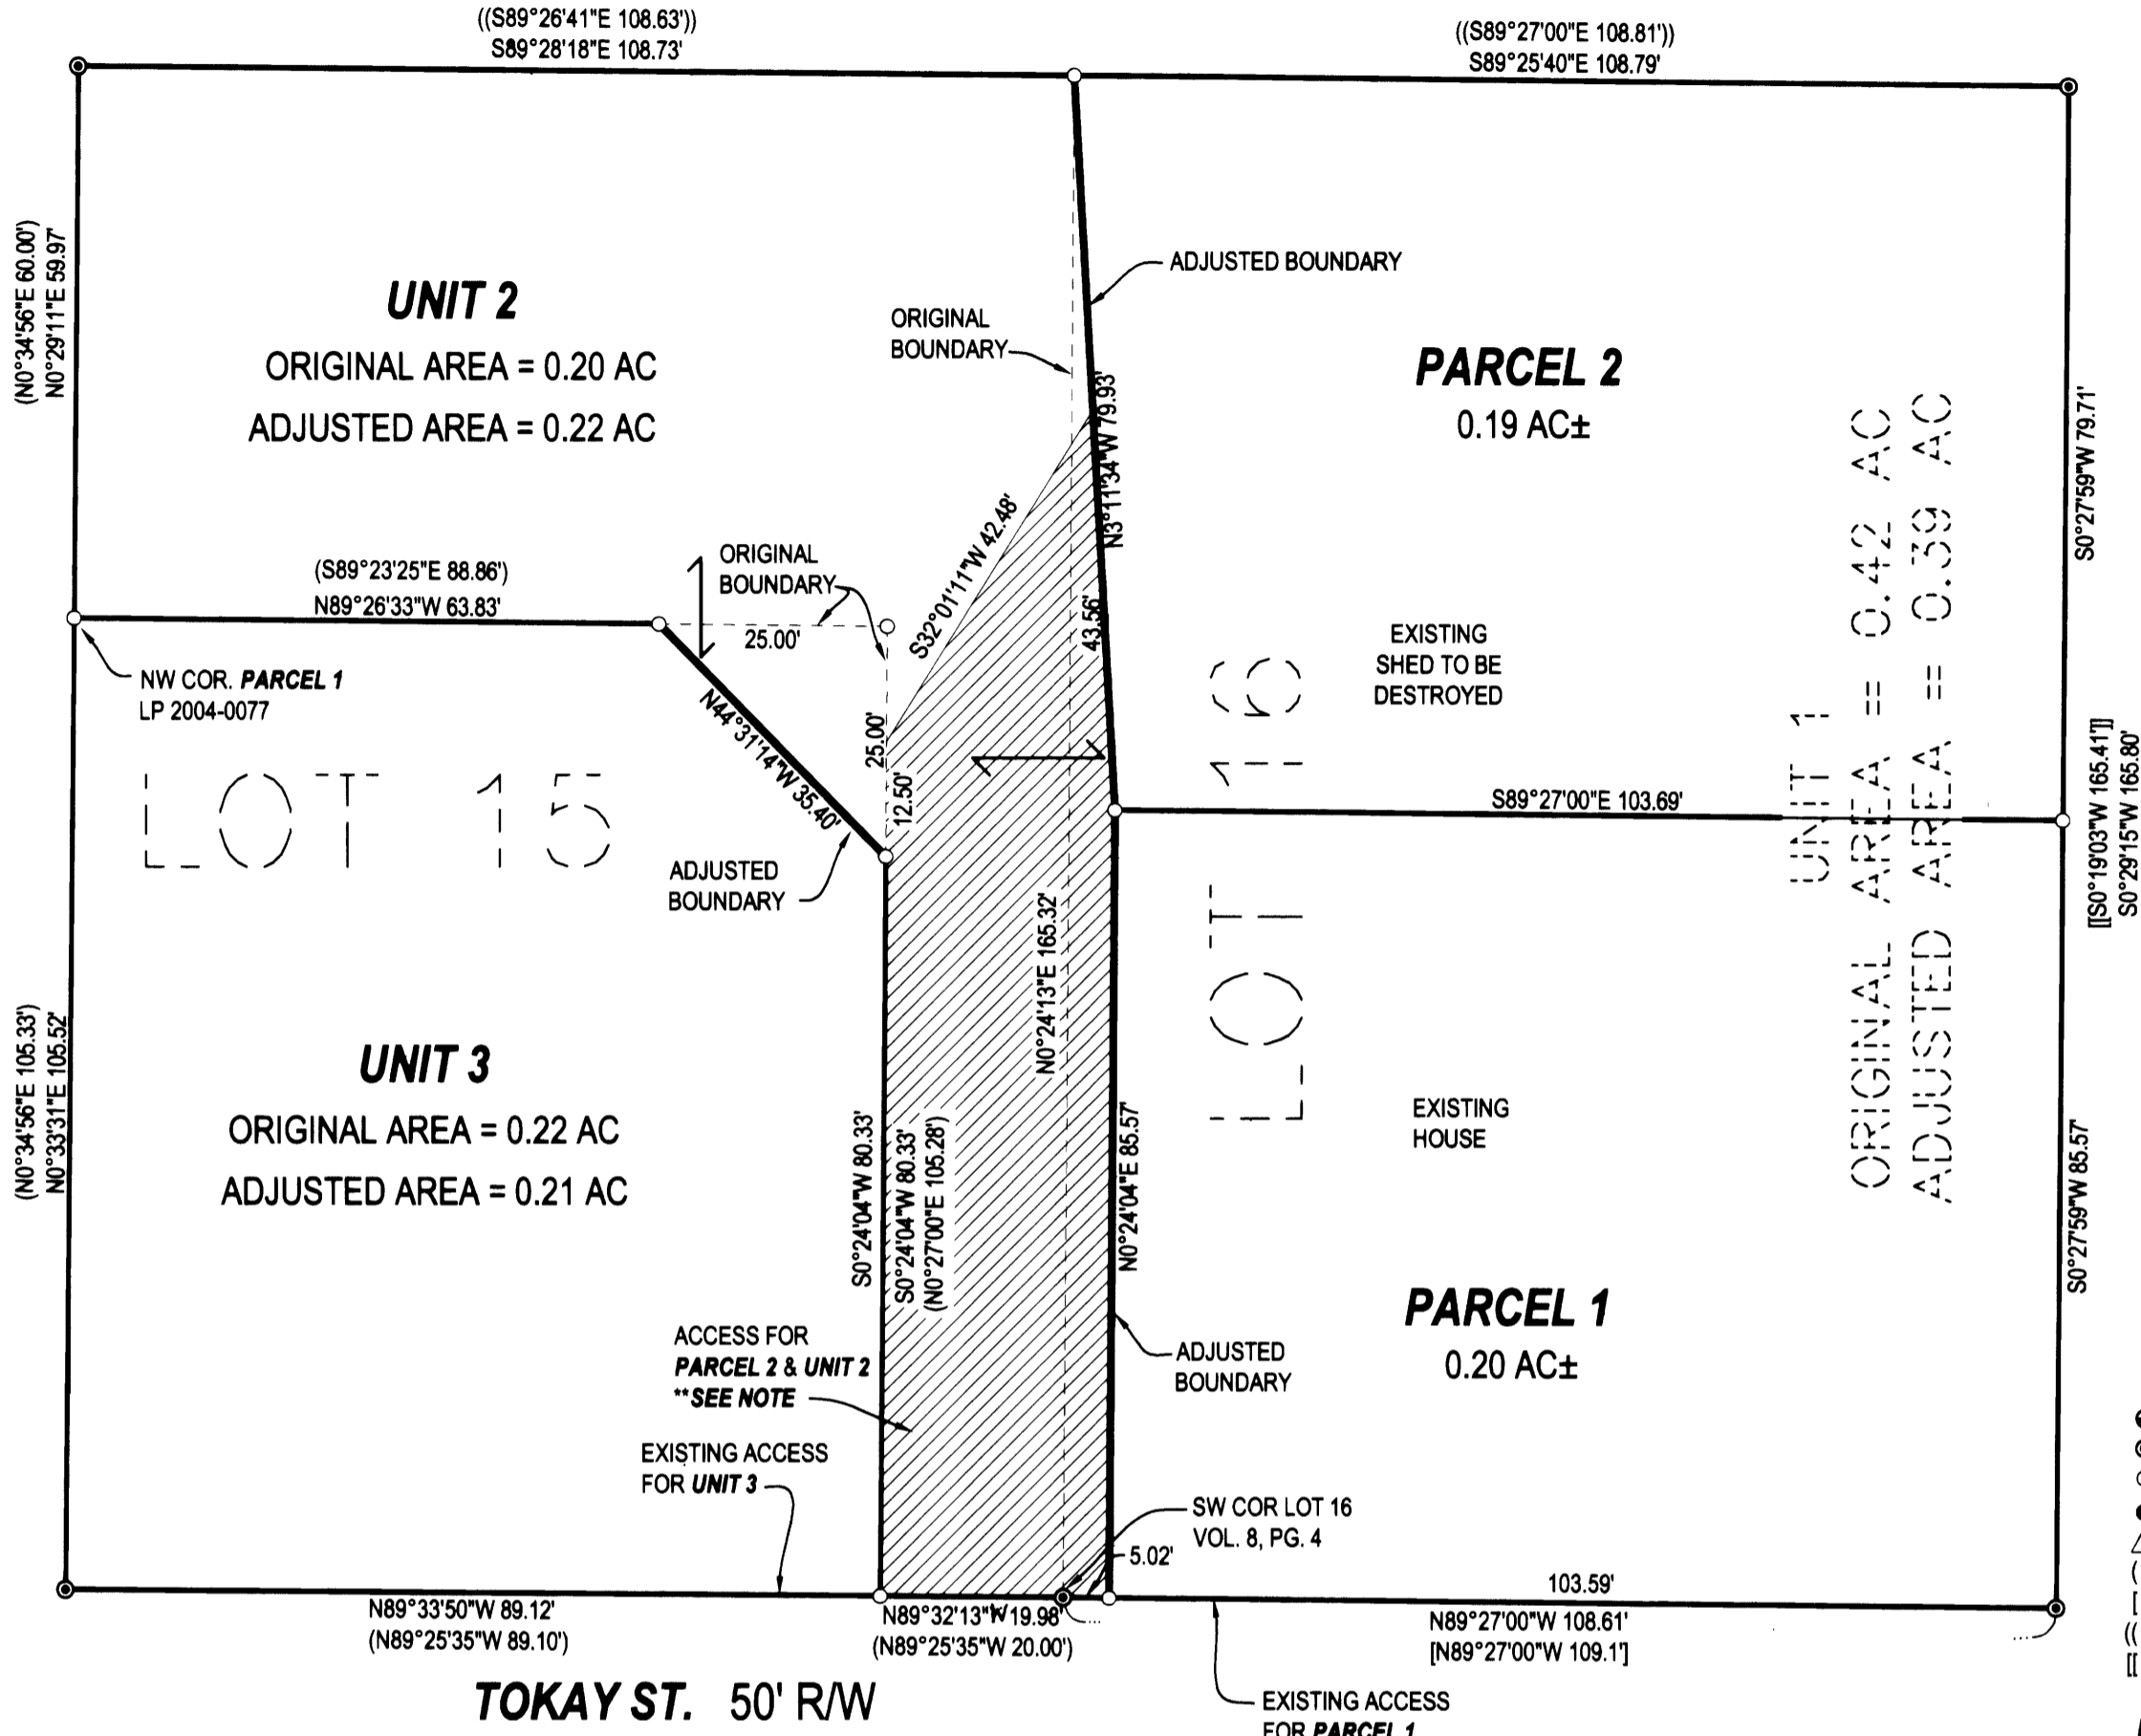 ((S89°26'41"E 108.63'))
S89°28'18"E 108.73'
((S89°27'00"E 108.81'))
S89°25'40"E 108.79'
(N0°34'56"E 60.00')
N0°29'11"E 59.97'
UNIT 2
ORIGINAL AREA = 0.20 AC
ADJUSTED AREA = 0.22 AC
ORIGINAL
BOUNDARY
ADJUSTED BOUNDARY
PARCEL 2
0.19 AC±
N3°11'34"W 79.93'
43.56'
S0°27'59"W 79.71'
UNIT 1
ORIGINAL AREA = 0.42 AC
ADJUSTED AREA = 0.39 AC
(S89°23'25"E 88.86')
N89°26'33"W 63.83'
ORIGINAL
BOUNDARY
25.00'
S32°01'11"W 42.48'
NW COR. PARCEL 1
LP 2004-0077
N44°31'14"W 35.40'
25.00'
12.50'
EXISTING
SHED TO BE
DESTROYED
LOT 15
LOT 16
ADJUSTED
BOUNDARY
S89°27'00"E 103.69'
[[S0°19'03"W 165.41']]
S0°29'15"W 165.80'
N0°24'13"E 165.32'
(N0°34'56"E 105.33')
N0°33'31"E 105.52'
UNIT 3
ORIGINAL AREA = 0.22 AC
ADJUSTED AREA = 0.21 AC
S0°24'04"W 80.33'
S0°24'04"W 80.33'
(N0°27'00"E 105.28')
N0°24'04"E 85.57'
EXISTING
HOUSE
S0°27'59"W 85.57'
PARCEL 1
0.20 AC±
ACCESS FOR
PARCEL 2 & UNIT 2
**SEE NOTE
ADJUSTED
BOUNDARY
EXISTING ACCESS
FOR UNIT 3
SW COR LOT 16
VOL. 8, PG. 4
5.02'
103.59'
N89°33'50"W 89.12'
(N89°25'35"W 89.10')
N89°32'13"W 19.98'
(N89°25'35"W 20.00')
N89°27'00"W 108.61'
[N89°27'00"W 109.1']
TOKAY ST. 50' R/W
EXISTING ACCESS
FOR PARCEL 1